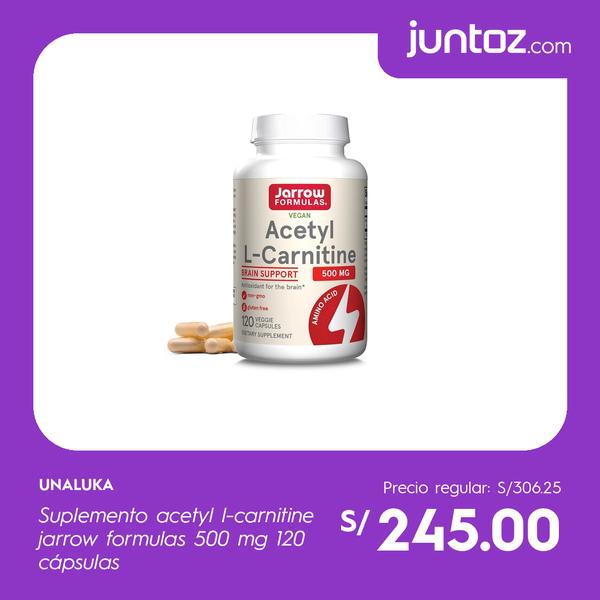 juntoz.com
Jarrow
FORMULAS®
VEGAN
Acetyl
L-Carnitine
BRAIN SUPPORT
500 MG
Antioxidant for the brain*
non-gmo
gluten free
AMINO ACID
120 VEGGIE
CAPSULES
DIETARY SUPPLEMENT
UNALUKA
Suplemento acetyl l-carnitine
jarrow formulas 500 mg 120
cápsulas
Precio regular: S/306.25
S/ 245.00